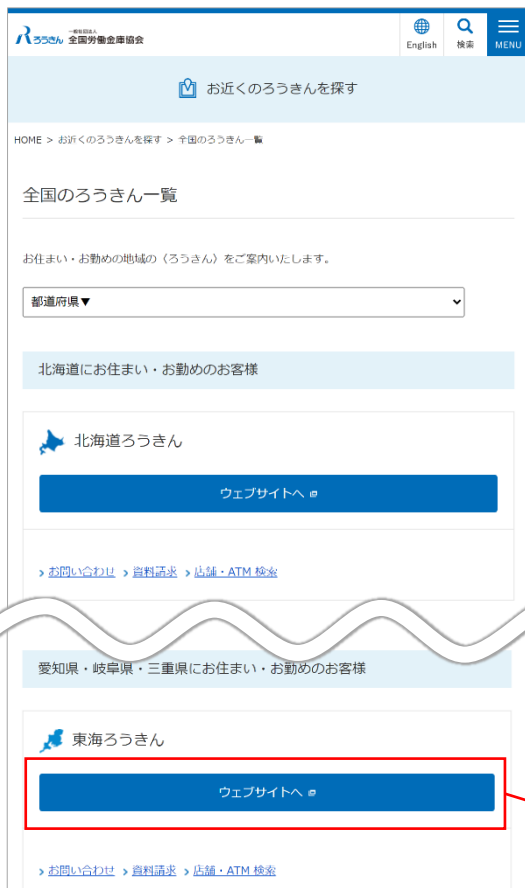 ろうきん 一般社団法人 全国労働金庫協会
English 検索 MENU
お近くのろうきんを探す
HOME > お近くのろうきんを探す > 全国のろうきん一覧
全国のろうきん一覧
お住まい・お勤めの地域の〈ろうきん〉をご案内いたします。
都道府県▼
北海道にお住まい・お勤めのお客様
北海道ろうきん
ウェブサイトへ
お問い合わせ 資料請求 店舗・ATM 検索
愛知県・岐阜県・三重県にお住まい・お勤めのお客様
東海ろうきん
ウェブサイトへ
お問い合わせ 資料請求 店舗・ATM 検索